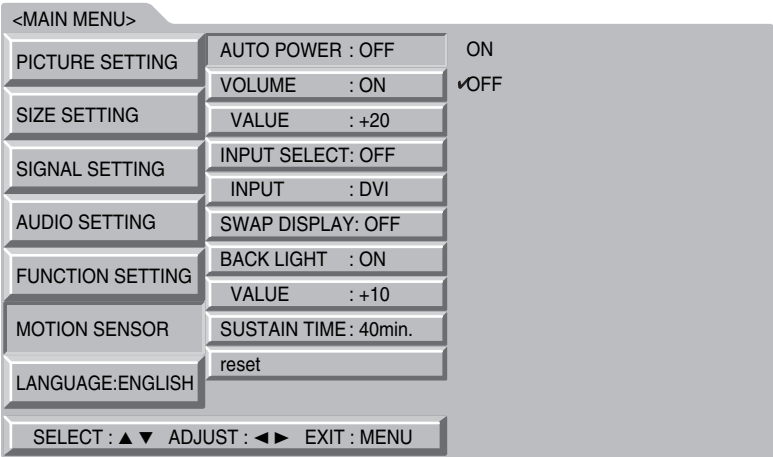 <MAIN MENU>
PICTURE SETTING
SIZE SETTING
SIGNAL SETTING
AUDIO SETTING
FUNCTION SETTING
MOTION SENSOR
LANGUAGE:ENGLISH
AUTO POWER : OFF
VOLUME : ON
VALUE : +20
INPUT SELECT: OFF
INPUT : DVI
SWAP DISPLAY: OFF
BACK LIGHT : ON
VALUE : +10
SUSTAIN TIME : 40min.
reset
ON
✔OFF
SELECT : ▲ ▼ ADJUST : ◄ ► EXIT : MENU